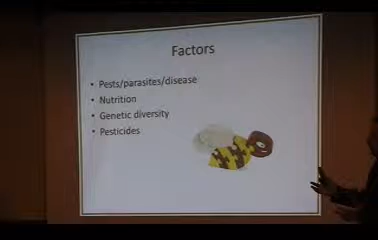 Factors
• Pests/parasites/disease
• Nutrition
• Genetic diversity
• Pesticides